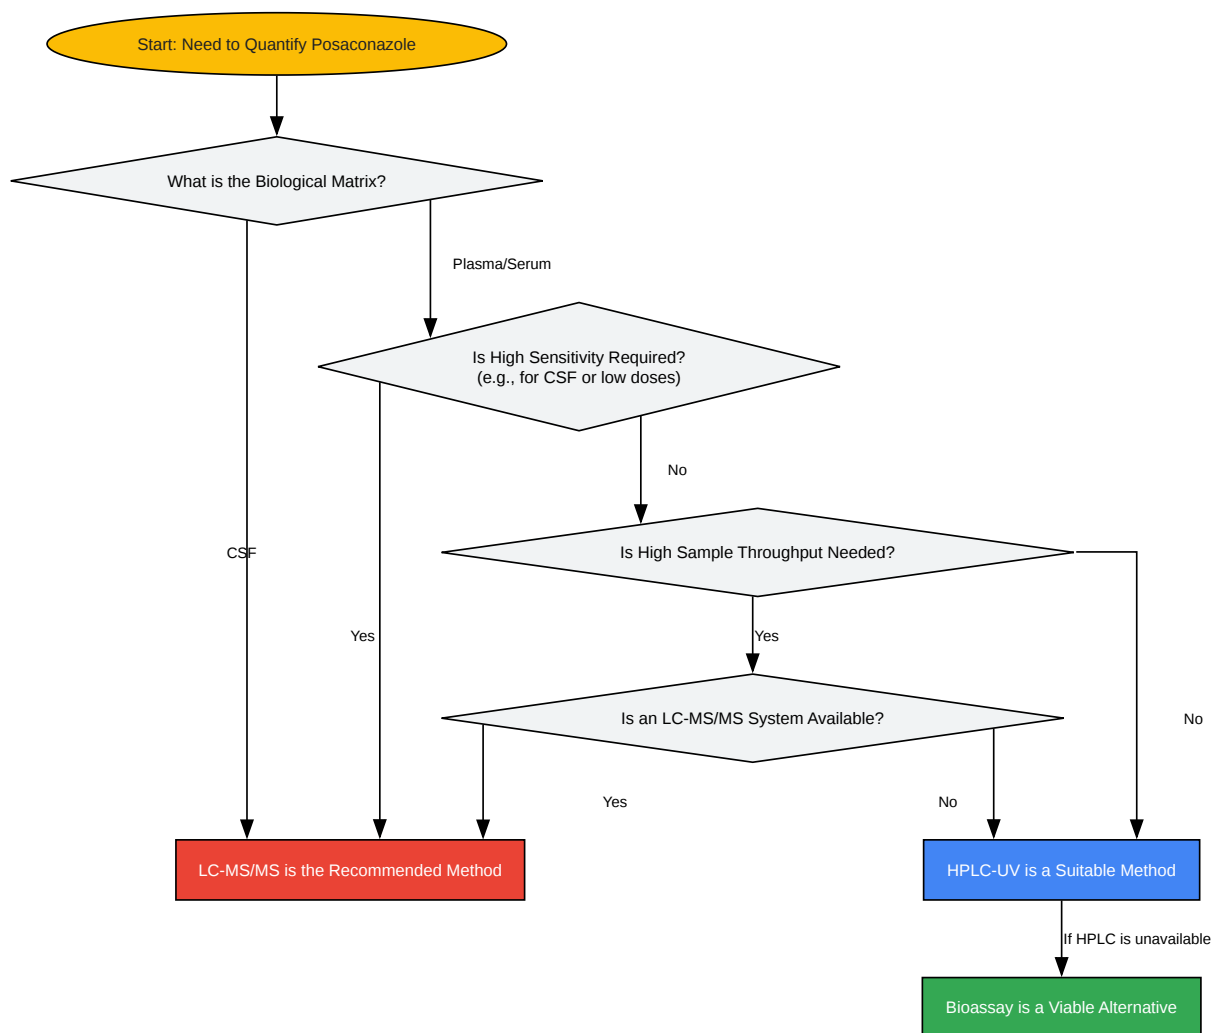 Start: Need to Quantify Posaconazole
What is the Biological Matrix?
Plasma/Serum
Is High Sensitivity Required?
(e.g., for CSF or low doses)
No
CSF
Is High Sample Throughput Needed?
Yes
Yes
Is an LC-MS/MS System Available?
No
Yes
No
LC-MS/MS is the Recommended Method
HPLC-UV is a Suitable Method
If HPLC is unavailable
Bioassay is a Viable Alternative